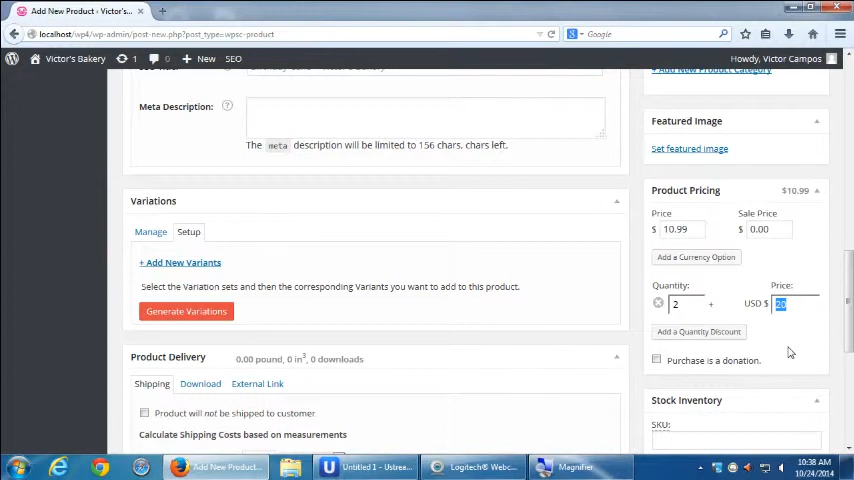 Add New Product ‹ Victor's...
localhost/wp4/wp-admin/post-new.php?post_type=wpsc-product
Google
Victor's Bakery 1 0 New SEO
Howdy, Victor Campos
+ Add New Product Category
Meta Description:
The meta description will be limited to 156 chars, chars left.
Featured Image
Set featured image
Product Pricing $10.99
Price Sale Price
$ 10.99 $ 0.00
Add a Currency Option
Quantity: Price:
2 + USD $ 20
Add a Quantity Discount
Purchase is a donation.
Variations
Manage Setup
+ Add New Variants
Select the Variation sets and then the corresponding Variants you want to add to this product.
Generate Variations
Product Delivery 0.00 pound, 0 in3, 0 downloads
Shipping Download External Link
Product will not be shipped to customer
Calculate Shipping Costs based on measurements
Stock Inventory
SKU:
Add New Product...
Untitled 1 - Ustrea...
Logitech® Webc...
Magnifier
10:38 AM
10/24/2014